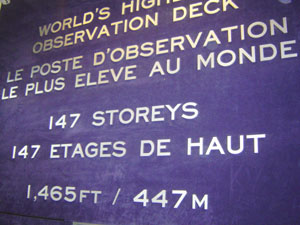 WORLD'S
OBSERVATION DECK
LE POSTE D'OBSERVATION
LE PLUS ELEVE AU MONDE
147 STOREYS
147 ETAGES DE HAUT
1,465FT / 447M